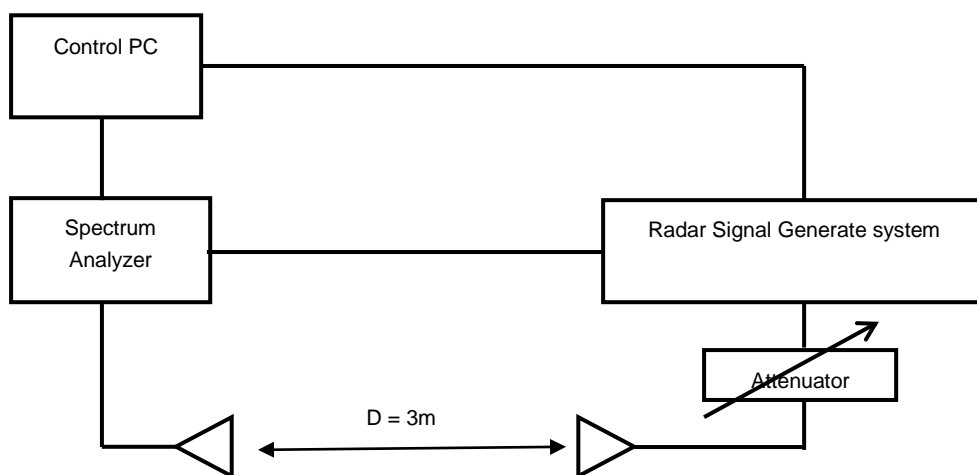 Control PC
Spectrum
Analyzer
Radar Signal Generate system
Attenuator
D = 3m